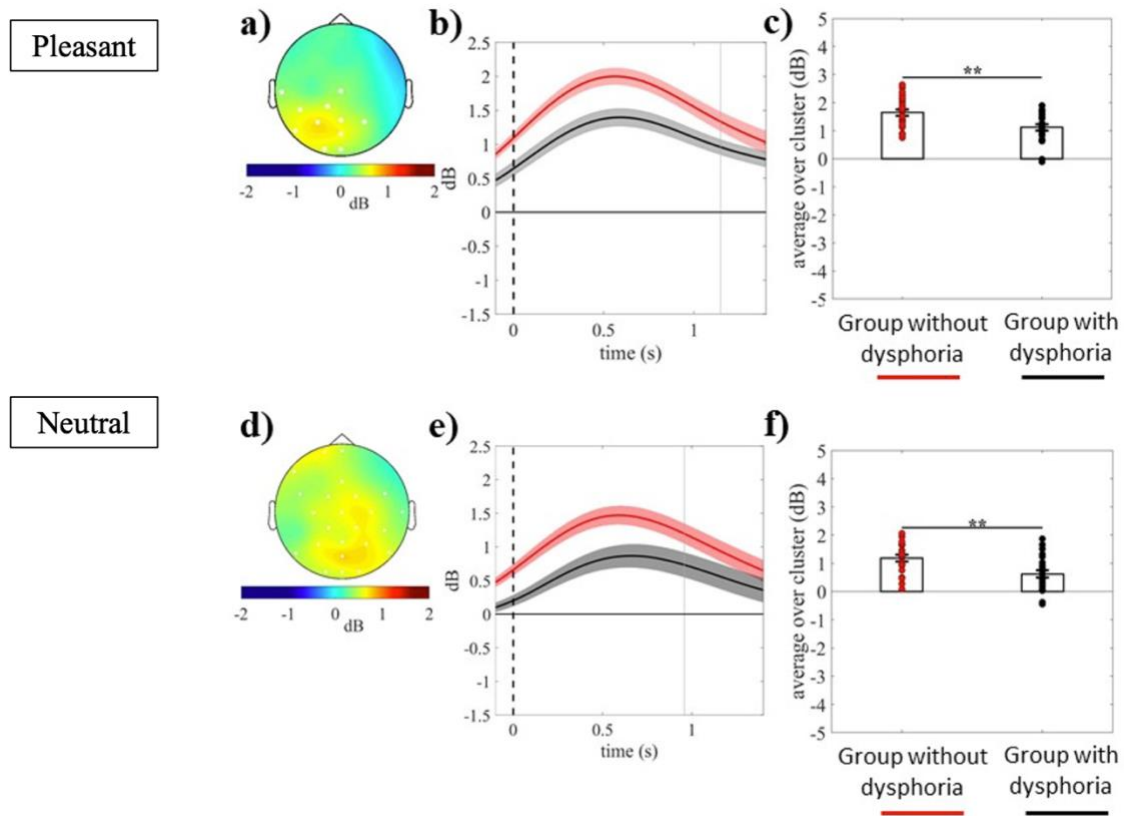 Pleasant
a)
-2 -1 0 1 2
dB
b)
2.5
2
1.5
1
0.5
0
-0.5
-1
-1.5
dB
0 0.5 1
time (s)
c)
5
4
3
2
1
0
-1
-2
-3
-4
-5
average over cluster (dB)
**
Group without Group with
dysphoria dysphoria
Neutral
d)
-2 -1 0 1 2
dB
e)
2.5
2
1.5
1
0.5
0
-0.5
-1
-1.5
dB
0 0.5 1
time (s)
f)
5
4
3
2
1
0
-1
-2
-3
-4
-5
average over cluster (dB)
**
Group without Group with
dysphoria dysphoria